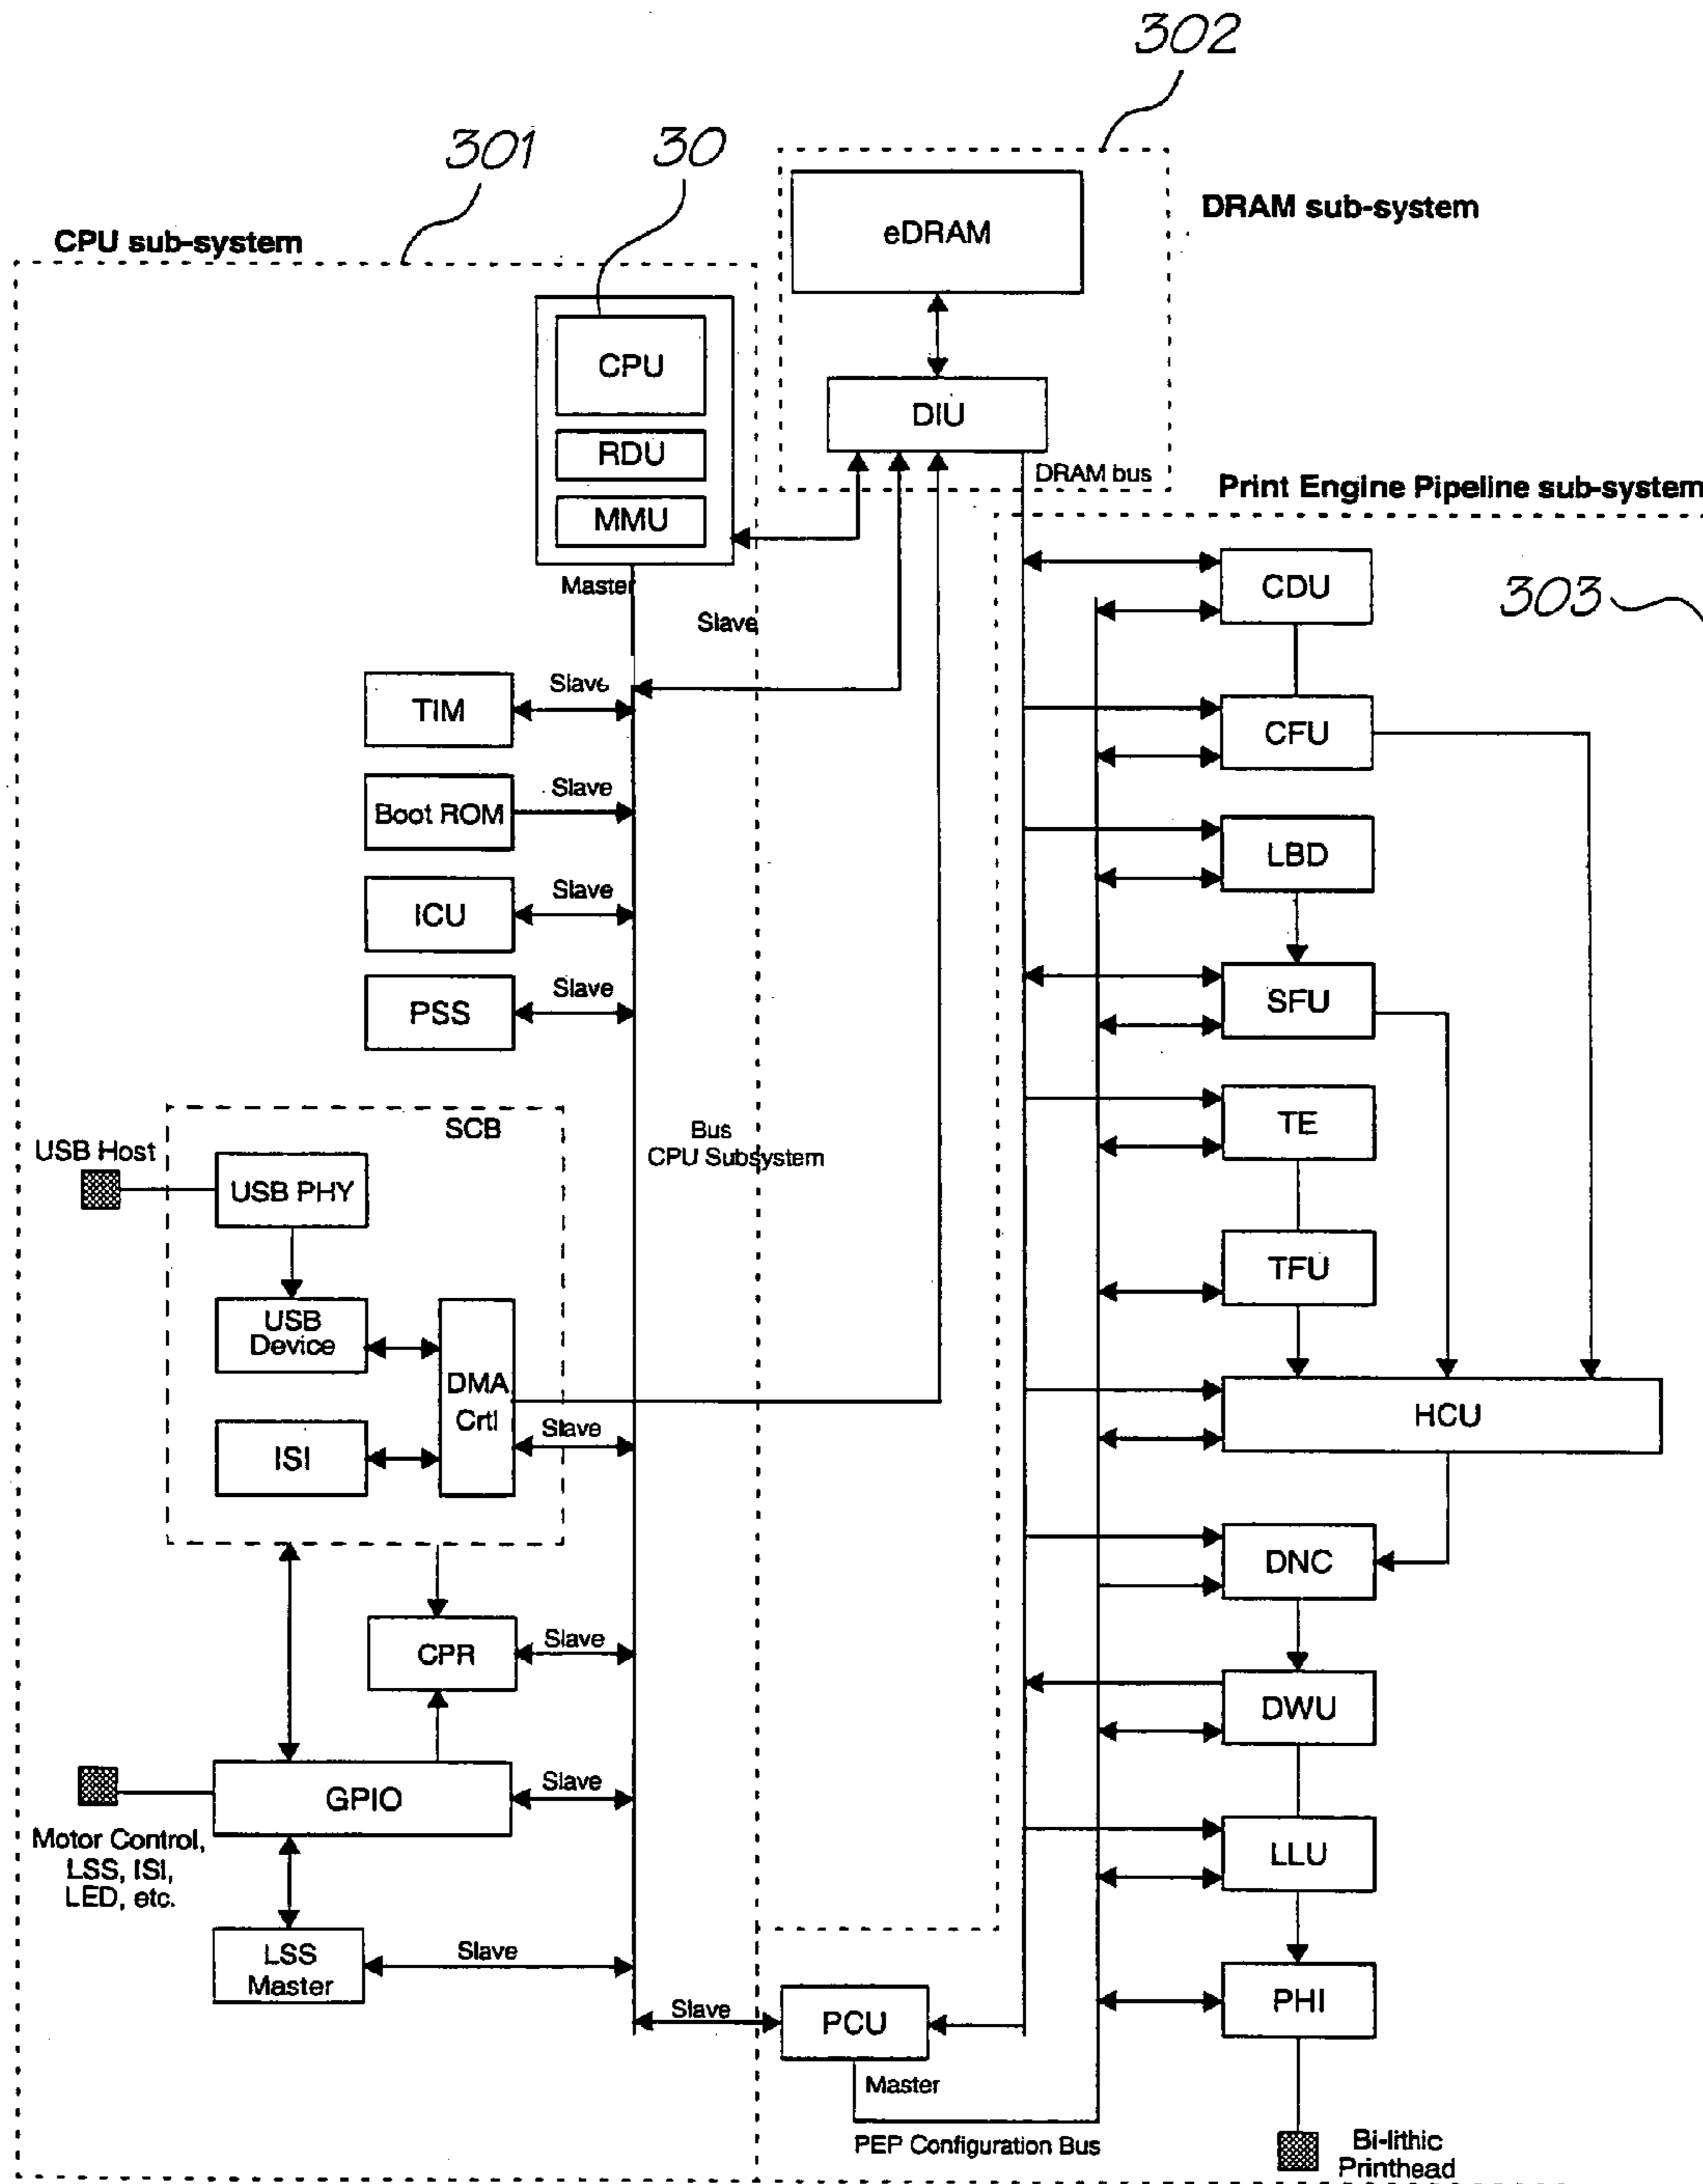 302
301
30
DRAM sub-system
CPU sub-system
eDRAM
CPU
DIU
RDU
MMU
DRAM bus
Print Engine Pipeline sub-system
Master
Slave
CDU
303
TIM
Slave
CFU
Boot ROM
Slave
LBD
ICU
Slave
PSS
Slave
SFU
SCB
Bus
CPU Subsystem
TE
USB Host
USB PHY
TFU
USB
Device
DMA
Crtl
Slave
HCU
ISI
DNC
CPR
Slave
DWU
GPIO
Slave
Motor Control,
LSS, ISI,
LED, etc.
LLU
LSS
Master
Slave
Slave
PCU
PHI
Master
PEP Configuration Bus
Bi-lithic
Printhead